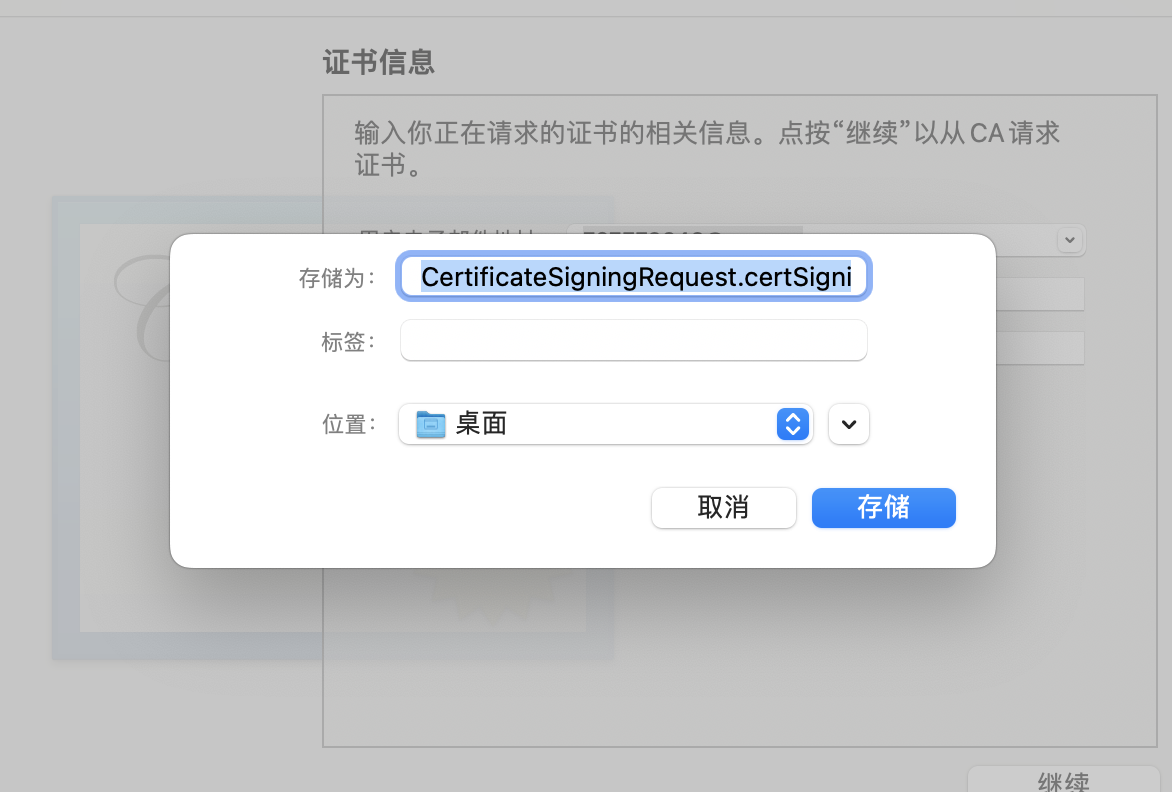 证书信息
输入你正在请求的证书的相关信息。点按“继续”以从 CA 请求
证书。
存储为：
CertificateSigningRequest.certSigni
标签：
位置：
桌面
取消
存储
继续